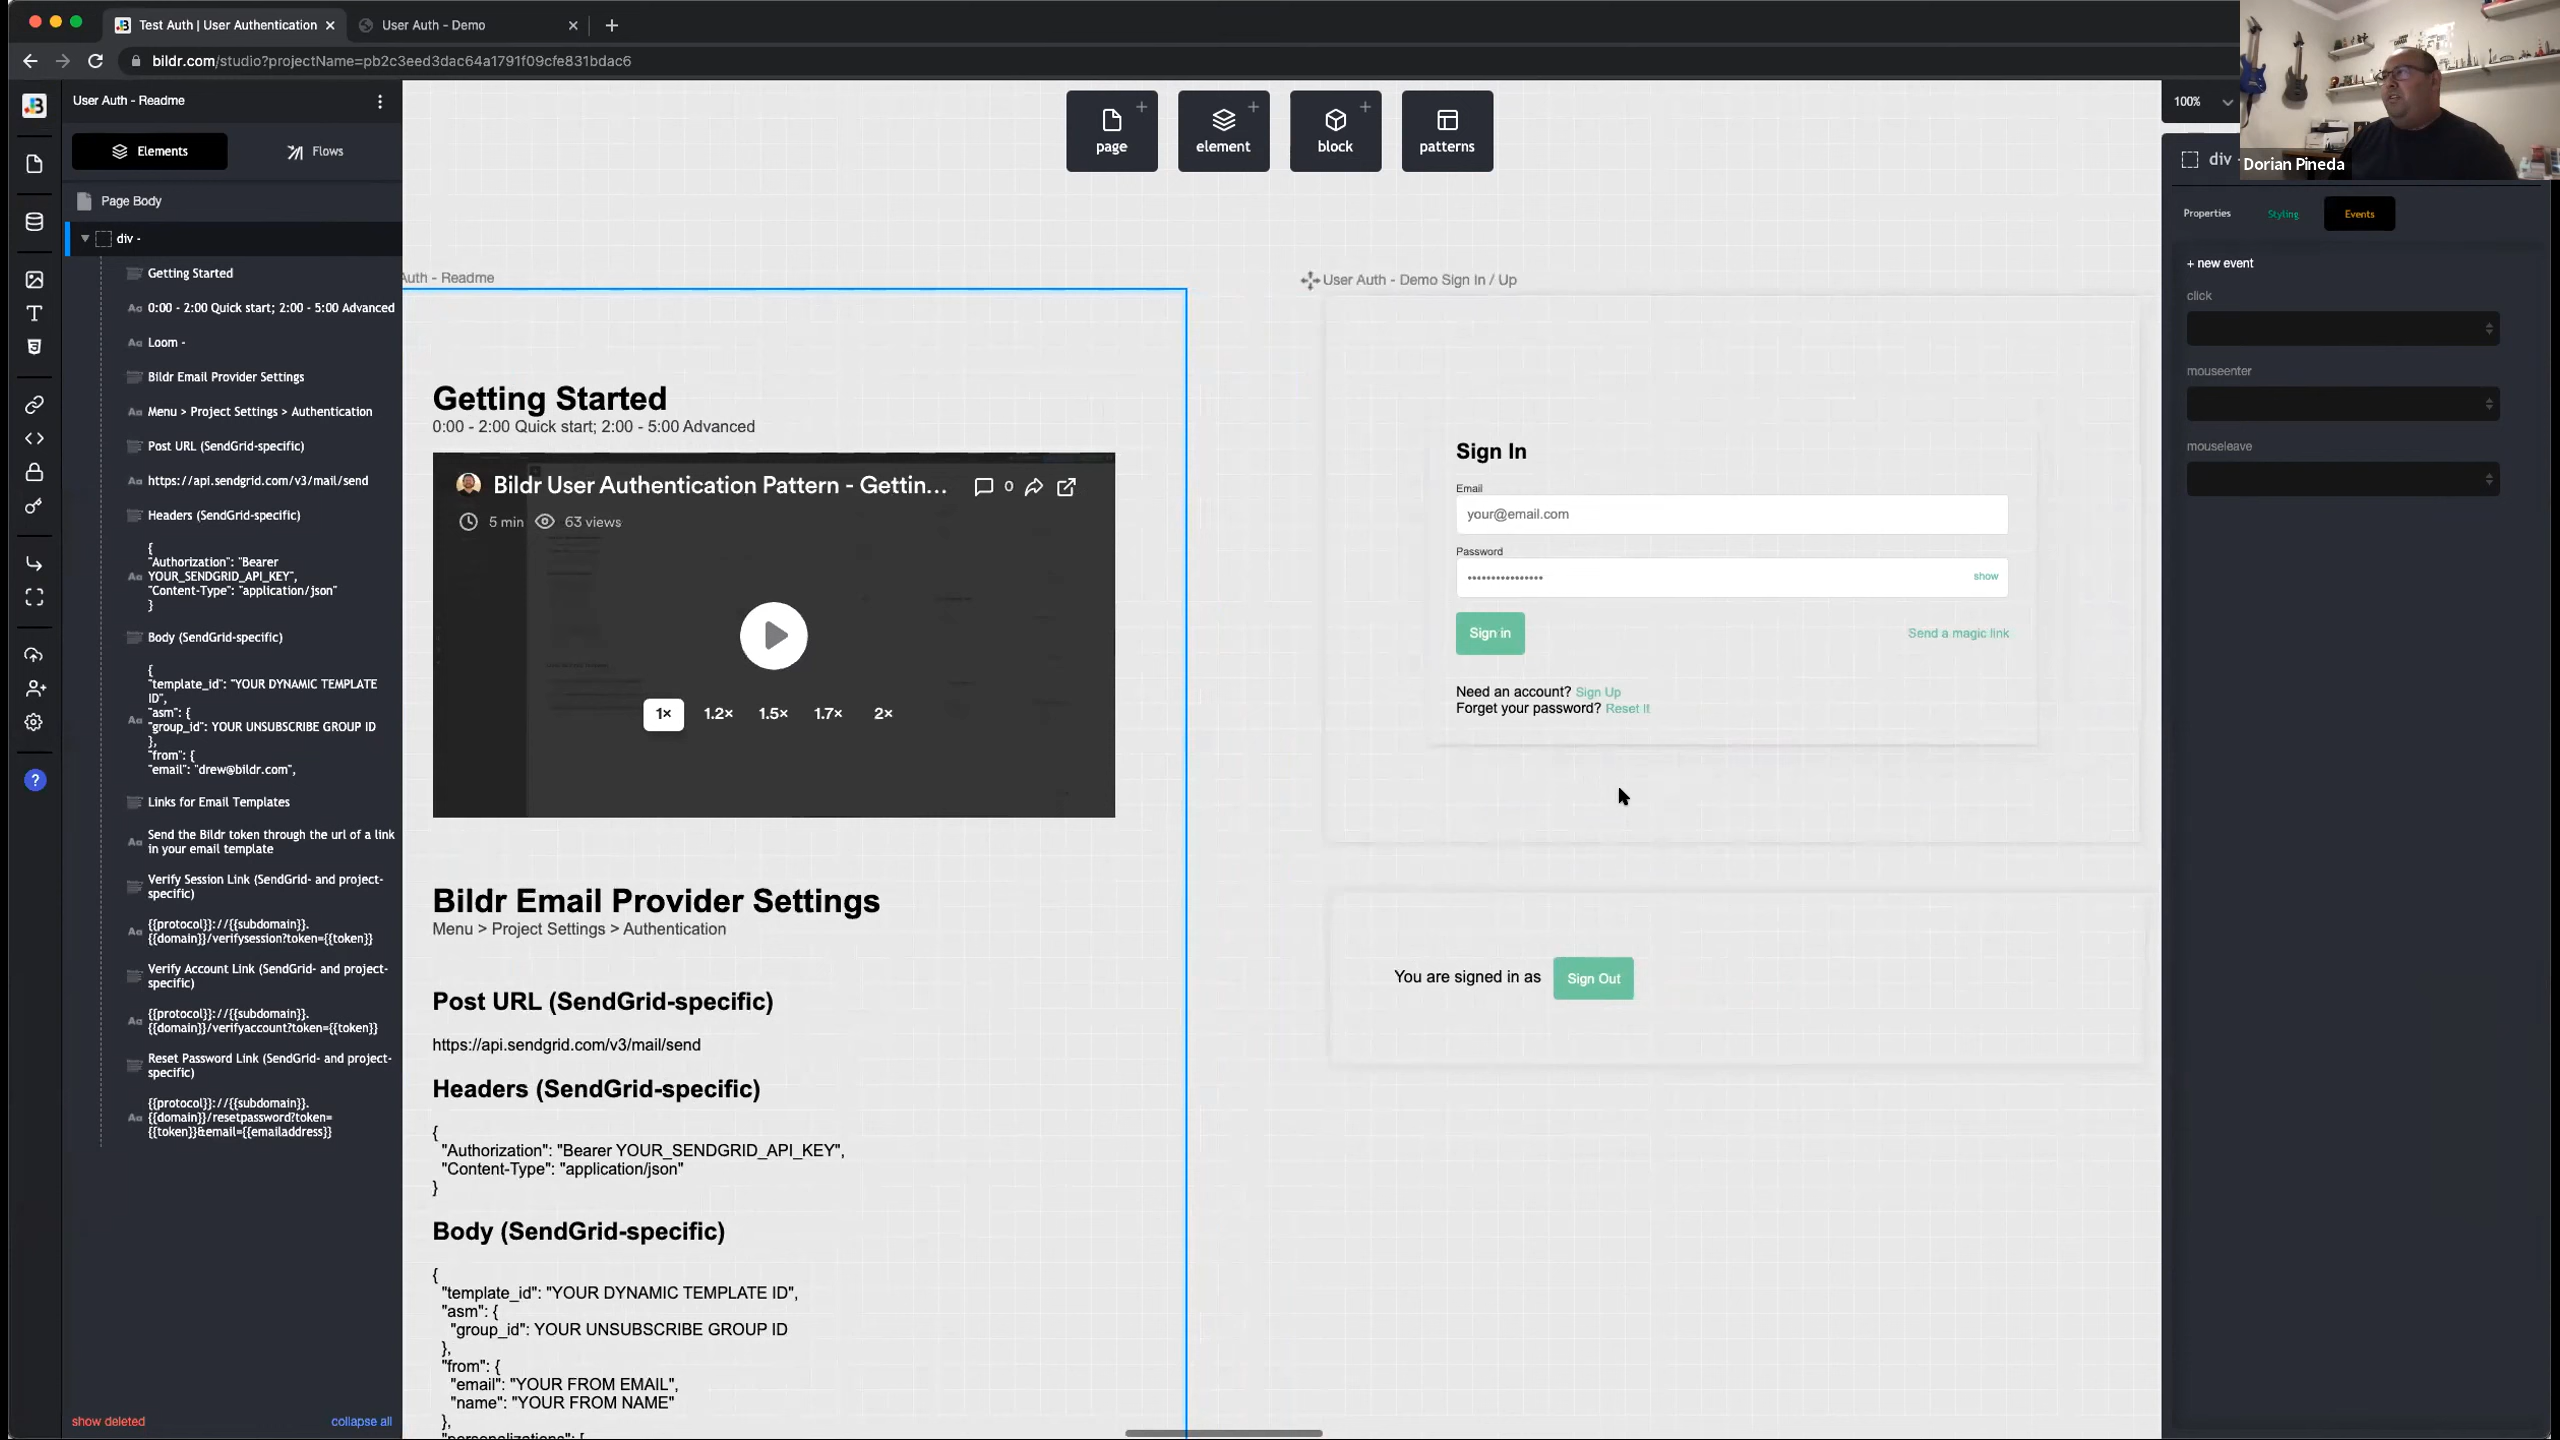 Test Auth | User Authentication
User Auth - Demo
bildr.com/studio?projectName=pb2c3eed3dac64a1791f09cfe831bdac6
User Auth - Readme
Elements
Flows
Page Body
div -
Getting Started
0:00 - 2:00 Quick start; 2:00 - 5:00 Advanced
Loom -
Bildr Email Provider Settings
Menu > Project Settings > Authentication
Post URL (SendGrid-specific)
https://api.sendgrid.com/v3/mail/send
Headers (SendGrid-specific)
{
"Authorization": "Bearer
YOUR_SENDGRID_API_KEY",
"Content-Type": "application/json"
}
Body (SendGrid-specific)
{
"template_id": "YOUR DYNAMIC TEMPLATE
ID",
"asm": {
"group_id": YOUR UNSUBSCRIBE GROUP ID
},
"from": {
"email": "drew@bildr.com",
Links for Email Templates
Send the Bildr token through the url of a link
in your email template
Verify Session Link (SendGrid- and project-
specific)
{{protocol}}://{{subdomain}}.
{{domain}}/verifysession?token={{token}}
Verify Account Link (SendGrid- and project-
specific)
{{protocol}}://{{subdomain}}.
{{domain}}/verifyaccount?token={{token}}
Reset Password Link (SendGrid- and project-
specific)
{{protocol}}://{{subdomain}}.
{{domain}}/resetpassword?token=
{{token}}&email={{emailaddress}}
show deleted
collapse all
page
element
block
patterns
Auth - Readme
Getting Started
0:00 - 2:00 Quick start; 2:00 - 5:00 Advanced
Bildr User Authentication Pattern - Gettin...
0
5 min
63 views
1×
1.2×
1.5×
1.7×
2×
Bildr Email Provider Settings
Menu > Project Settings > Authentication
Post URL (SendGrid-specific)
https://api.sendgrid.com/v3/mail/send
Headers (SendGrid-specific)
{
"Authorization": "Bearer YOUR_SENDGRID_API_KEY",
"Content-Type": "application/json"
}
Body (SendGrid-specific)
{
"template_id": "YOUR DYNAMIC TEMPLATE ID",
"asm": {
"group_id": YOUR UNSUBSCRIBE GROUP ID
},
"from": {
"email": "YOUR FROM EMAIL",
"name": "YOUR FROM NAME"
},
"personalizations": [
User Auth - Demo Sign In / Up
Sign In
Email
your@email.com
Password
••••••••••••••••
show
Sign in
Send a magic link
Need an account? Sign Up
Forget your password? Reset It
You are signed in as
Sign Out
100%
div
Dorian Pineda
Properties
Styling
Events
+ new event
click
mouseenter
mouseleave